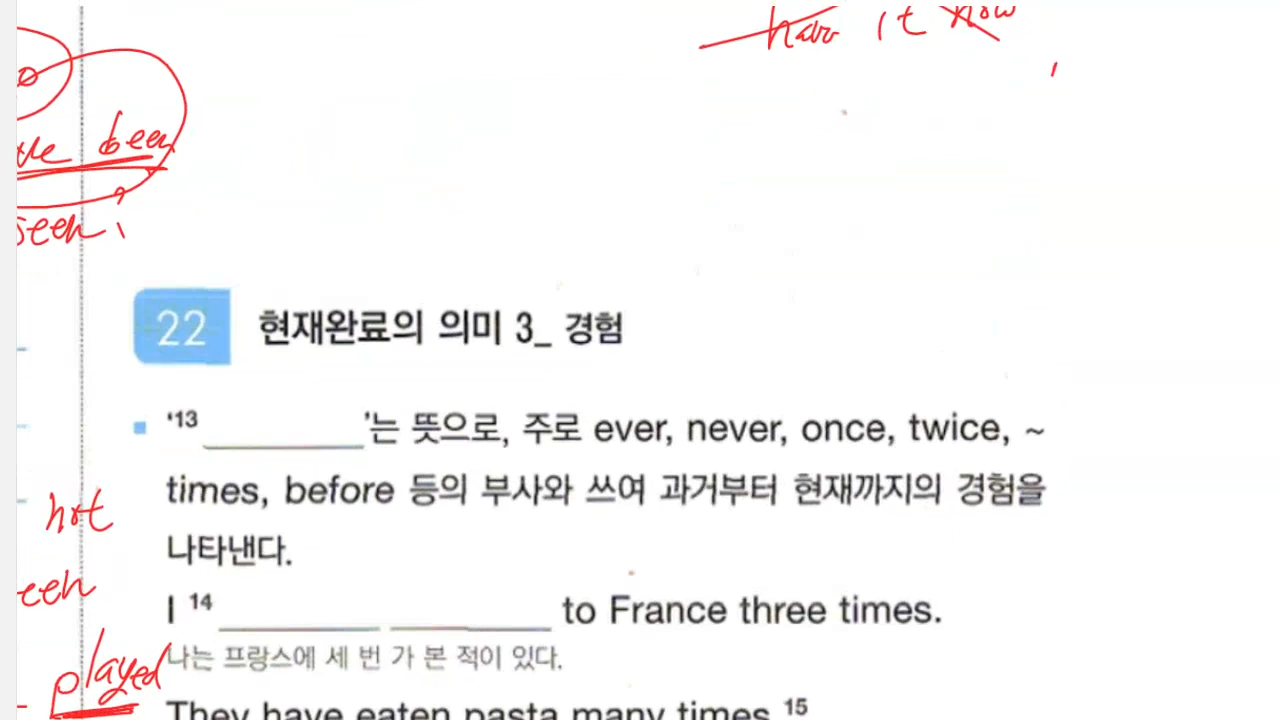 have it now
been
seen
22 현재완료의 의미 3_ 경험
‘13 ________’는 뜻으로, 주로 ever, never, once, twice, ~
times, before 등의 부사와 쓰여 과거부터 현재까지의 경험을
나타낸다.
not
I 14 ________ ________ to France three times.
나는 프랑스에 세 번 가 본 적이 있다.
played
They have eaten pasta many times. 15